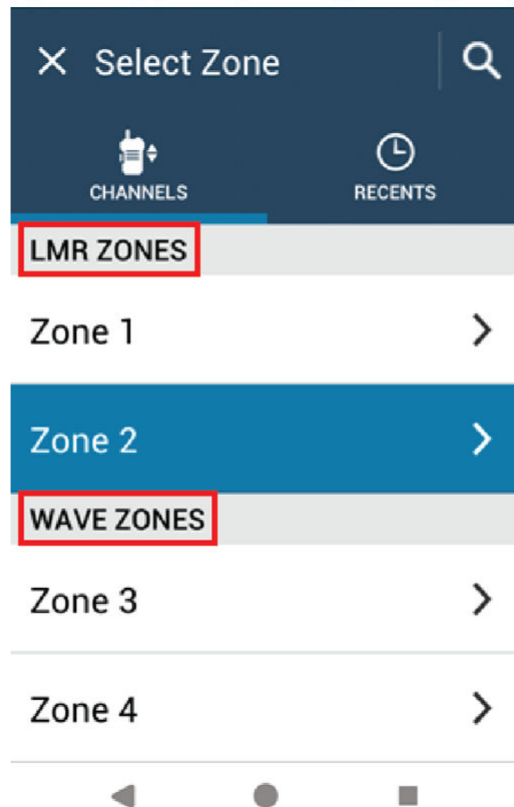 Select Zone
CHANNELS
RECENTS
LMR ZONES
Zone 1
Zone 2
WAVE ZONES
Zone 3
Zone 4